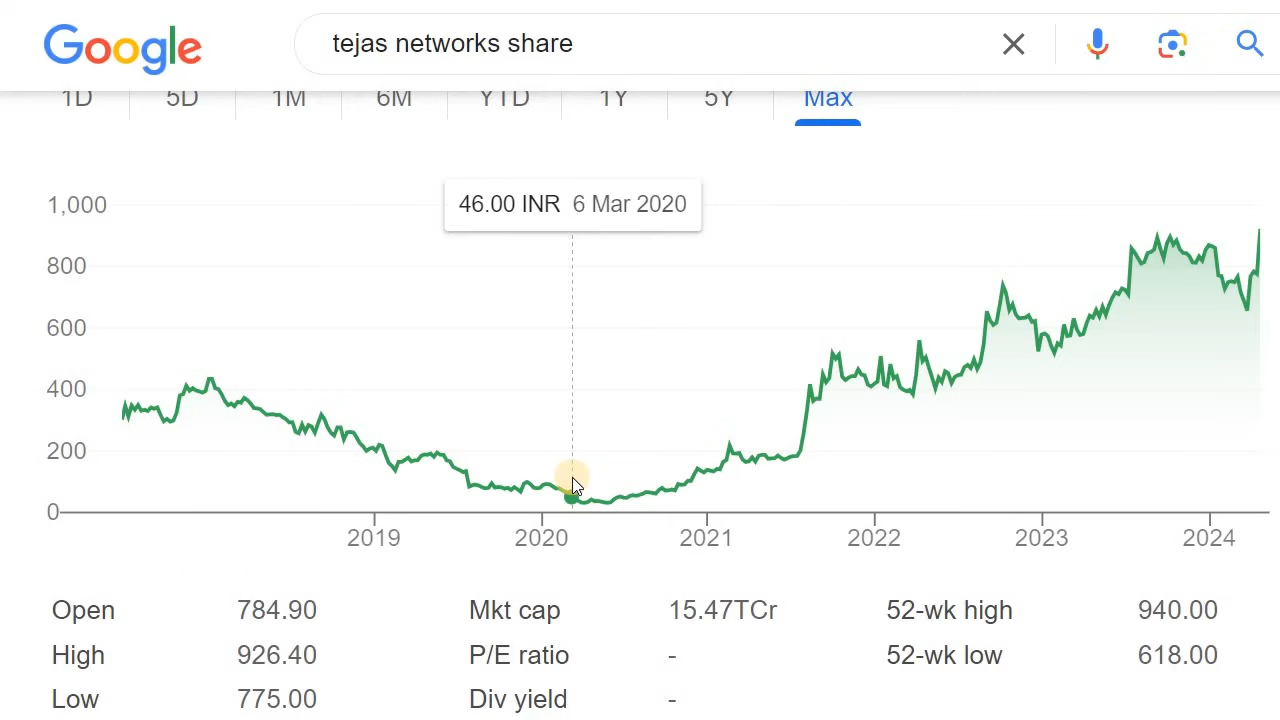 Google
tejas networks share
1D 5D 1M 6M YTD 1Y 5Y Max
46.00 INR 6 Mar 2020
1,000
800
600
400
200
0
2019 2020 2021 2022 2023 2024
Open 784.90 Mkt cap 15.47TCr 52-wk high 940.00
High 926.40 P/E ratio - 52-wk low 618.00
Low 775.00 Div yield -